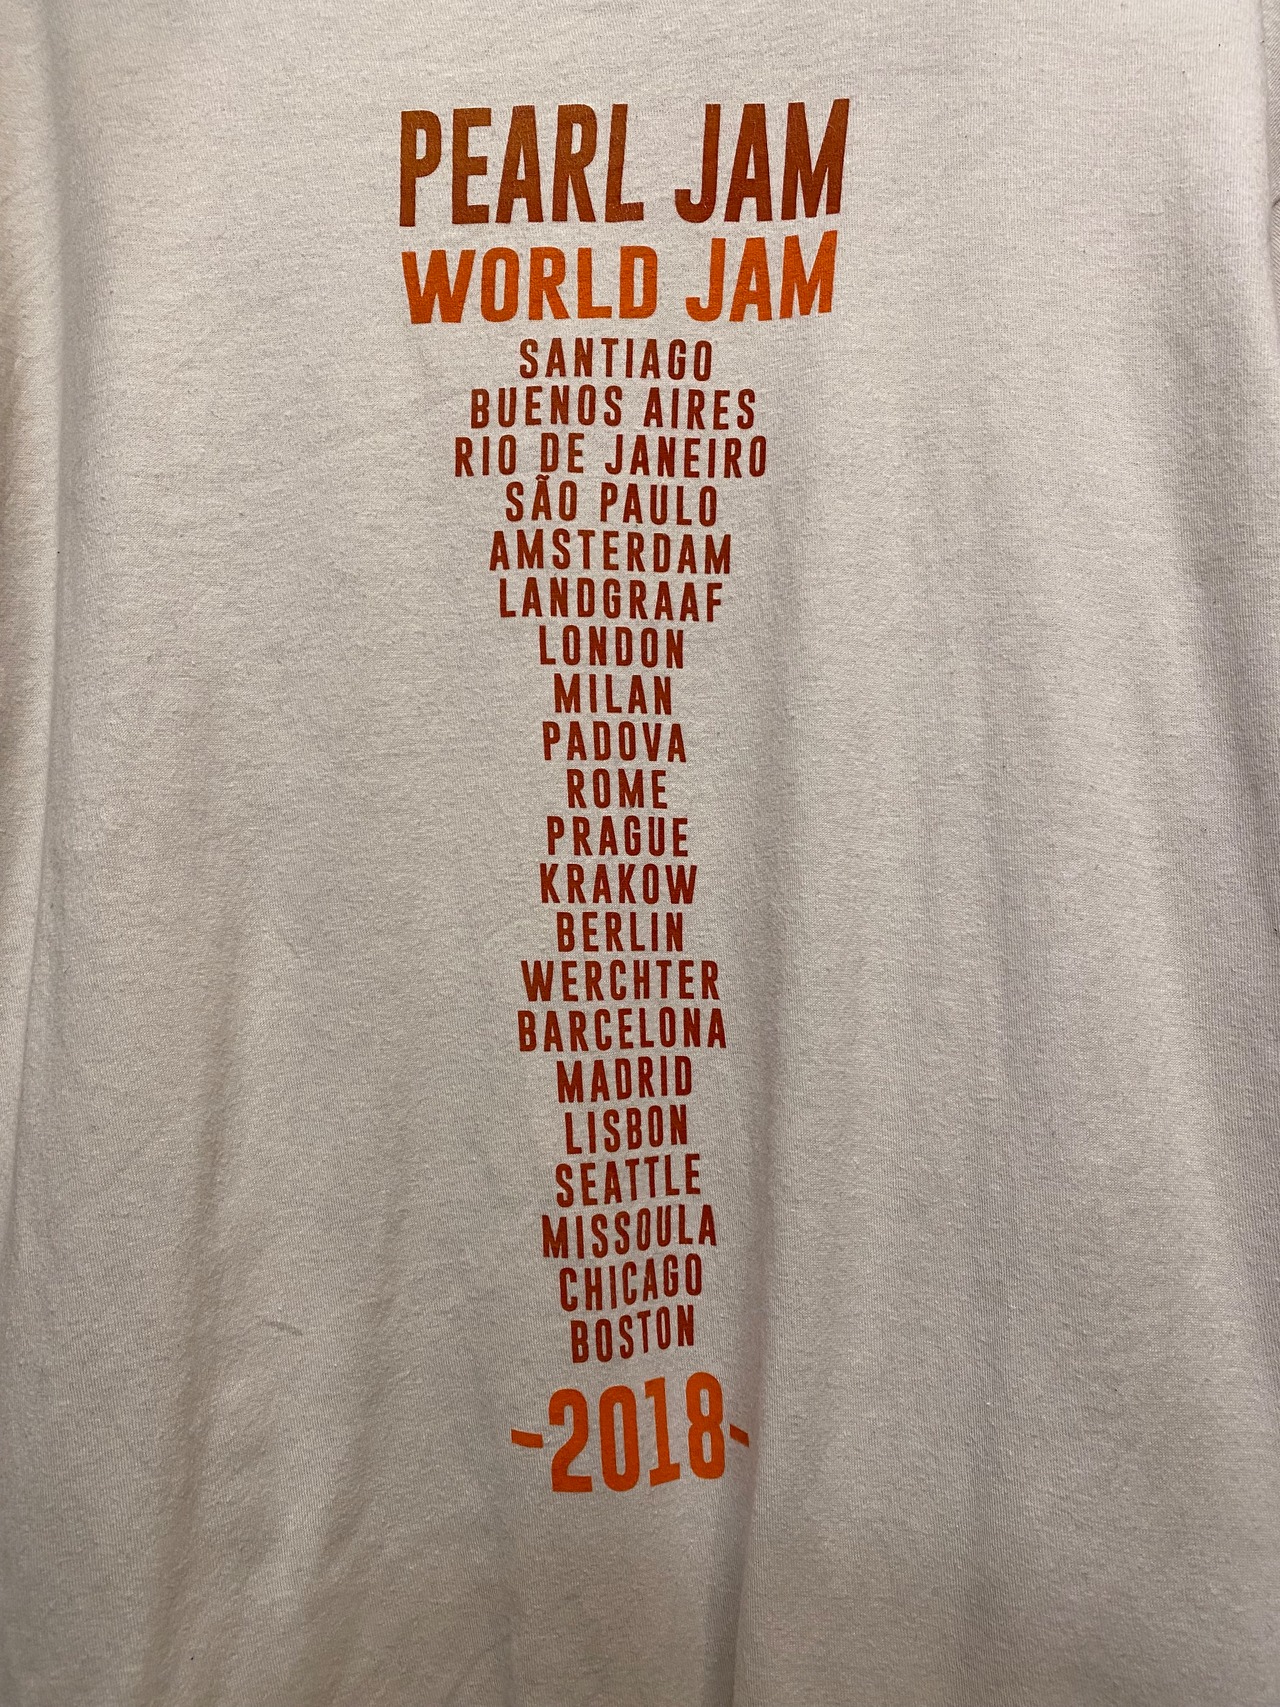 PEARL JAM
WORLD JAM
SANTIAGO
BUENOS AIRES
RIO DE JANEIRO
SÃO PAULO
AMSTERDAM
LANDGRAAF
LONDON
MILAN
PADOVA
ROME
PRAGUE
KRAKOW
BERLIN
WERCHTER
BARCELONA
MADRID
LISBON
SEATTLE
MISSOULA
CHICAGO
BOSTON
-2018-